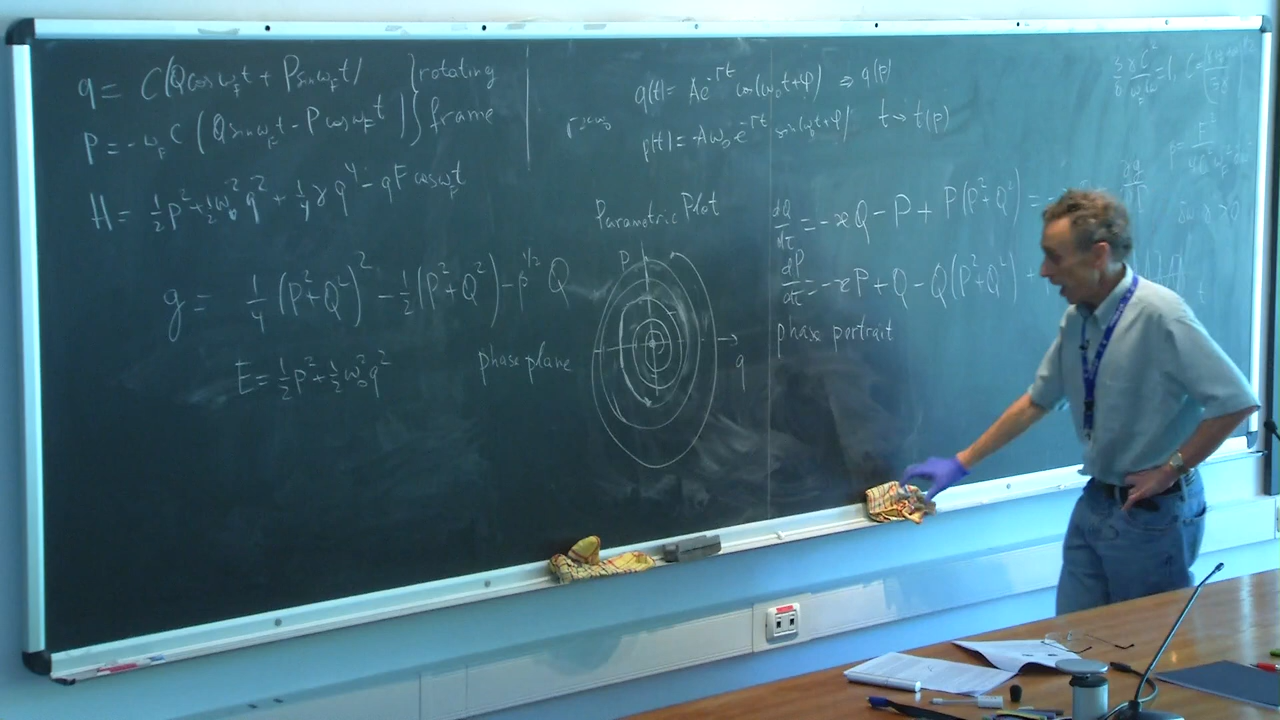 q = C(Q cos ω_F t + P sin ω_F t)
P = -ω_F C (Q sin ω_F t - P cos ω_F t)
rotating
frame
H = ½p² + ½ω₀²q² + ¼γq⁴ - qF cos ω_F t
g = ¼(P²+Q²)² - ½(P²+Q²) - β^{1/2} Q
E = ½p² + ½ω₀²q²
q(t) = Ae^{-Γt} cos(ω₀t+φ) ⇒ q(p)
Γ≪ω₀
p(t) = -Aω₀e^{-Γt} sin(ω₀t+φ) t → t(p)
Parametric Plot
P
q
phase plane
dQ/dτ = -ϰQ - P + P(P²+Q²) =
dP/dτ = -ϰP + Q - Q(P²+Q²) +
phase portrait